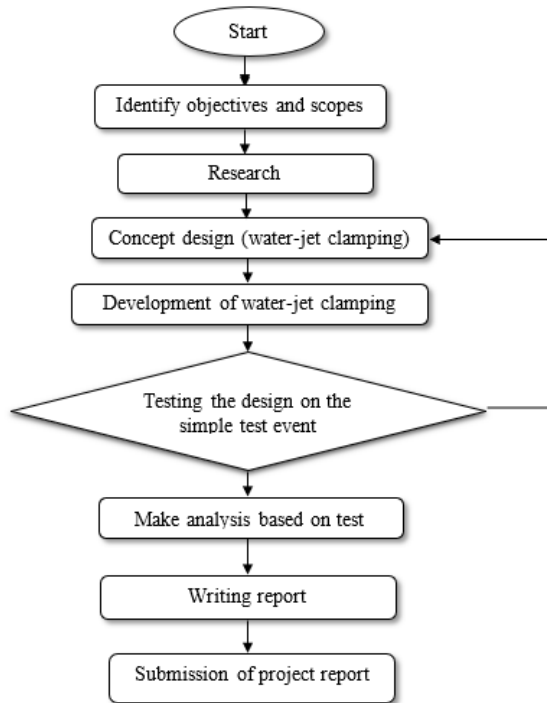 Start
Identify objectives and scopes
Research
Concept design (water-jet clamping)
Development of water-jet clamping
Testing the design on the
simple test event
Make analysis based on test
Writing report
Submission of project report